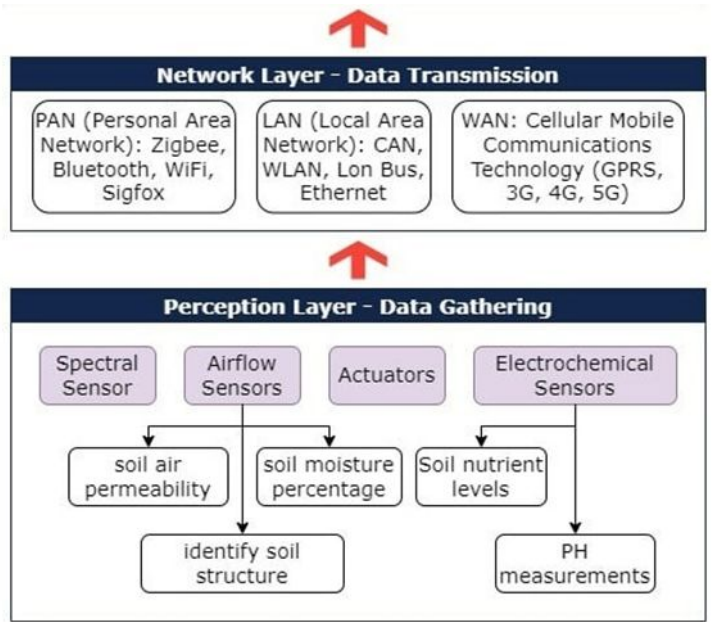 Network Layer - Data Transmission
PAN (Personal Area
Network): Zigbee,
Bluetooth, WiFi,
Sigfox
LAN (Local Area
Network): CAN,
WLAN, Lon Bus,
Ethernet
WAN: Cellular Mobile
Communications
Technology (GPRS,
3G, 4G, 5G)
Perception Layer - Data Gathering
Spectral
Sensor
Airflow
Sensors
Actuators
Electrochemical
Sensors
soil air
permeability
soil moisture
percentage
Soil nutrient
levels
identify soil
structure
PH
measurements